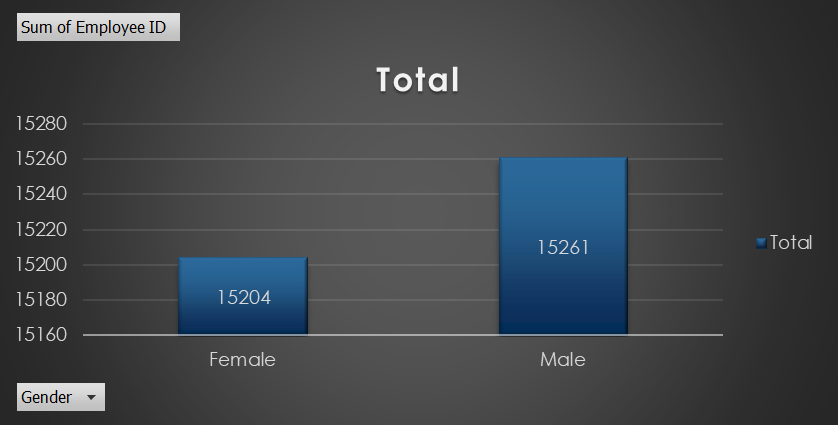 Sum of Employee ID
Total
15280
15260
15240
15220
15200
15180
15160
15204
15261
Female
Male
Total
Gender